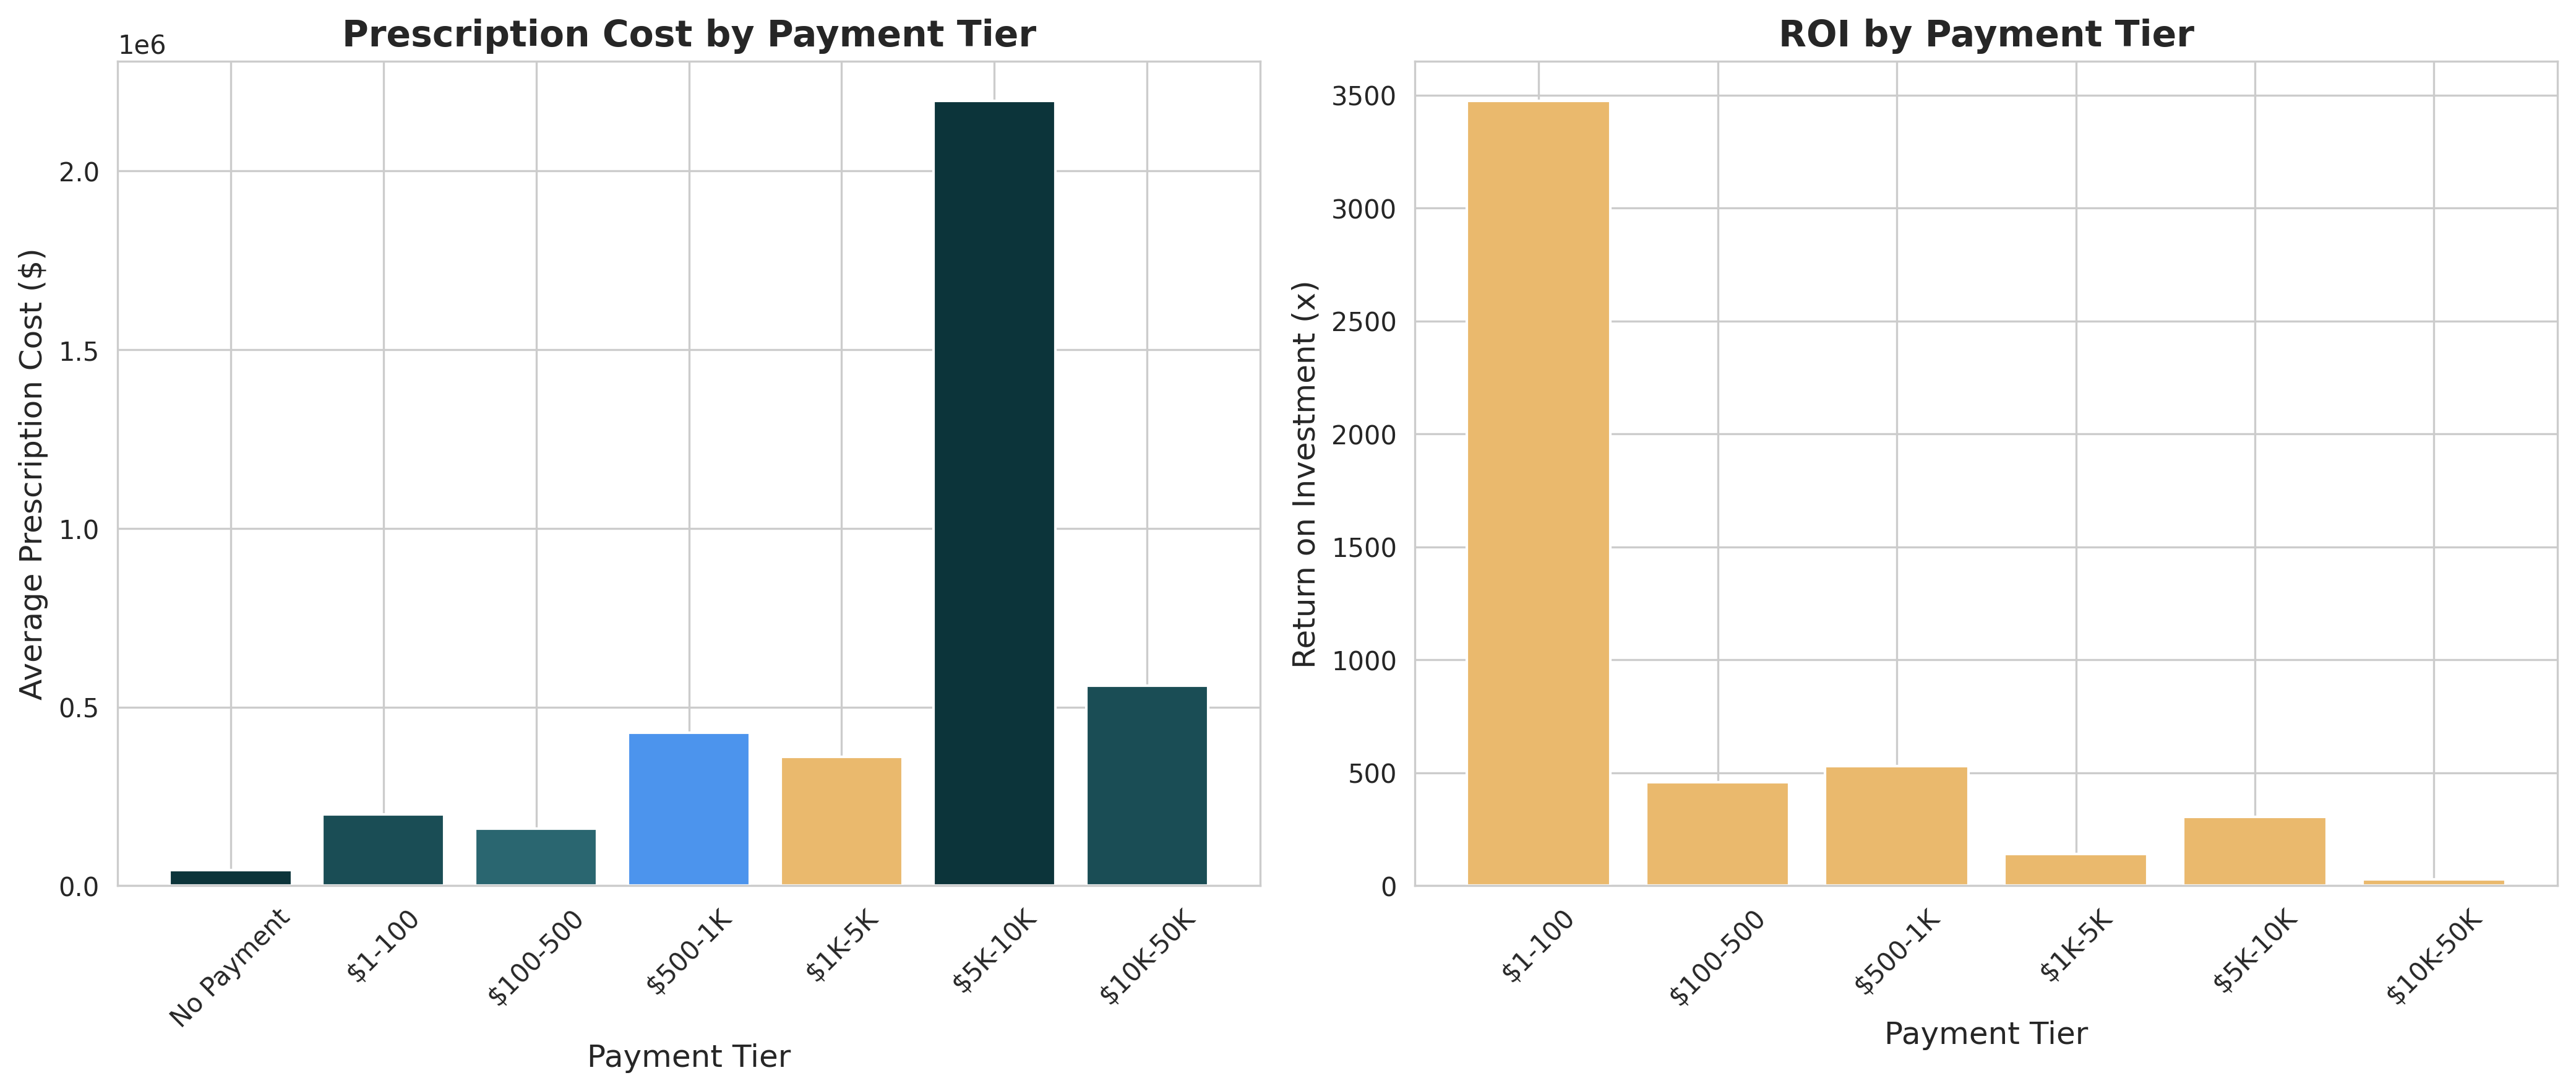 Prescription Cost by Payment Tier
1e6
Average Prescription Cost ($)
2.0
1.5
1.0
0.5
0.0
No Payment
$1-100
$100-500
$500-1K
$1K-5K
$5K-10K
$10K-50K
Payment Tier
ROI by Payment Tier
Return on Investment (x)
3500
3000
2500
2000
1500
1000
500
0
$1-100
$100-500
$500-1K
$1K-5K
$5K-10K
$10K-50K
Payment Tier